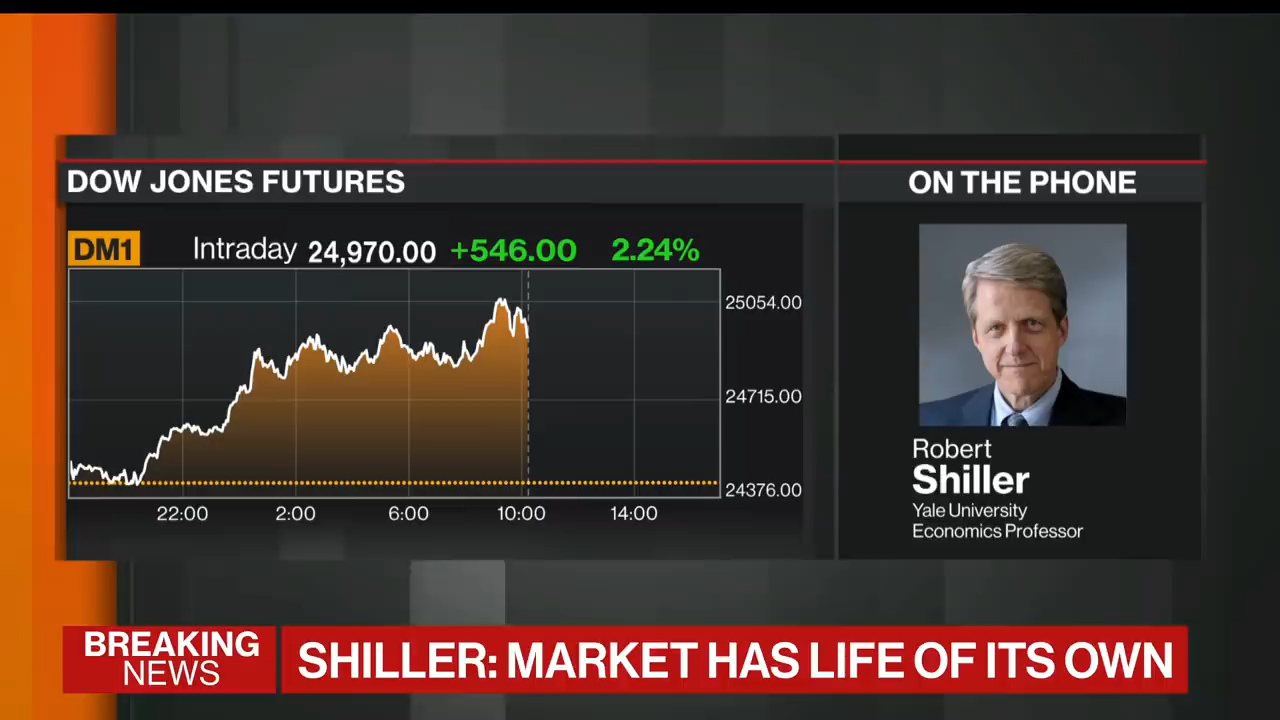 DOW JONES FUTURES
DM1 Intraday 24,970.00 +546.00 2.24%
25054.00
24715.00
24376.00
22:00 2:00 6:00 10:00 14:00
ON THE PHONE
Robert
Shiller
Yale University
Economics Professor
BREAKING
NEWS
SHILLER: MARKET HAS LIFE OF ITS OWN